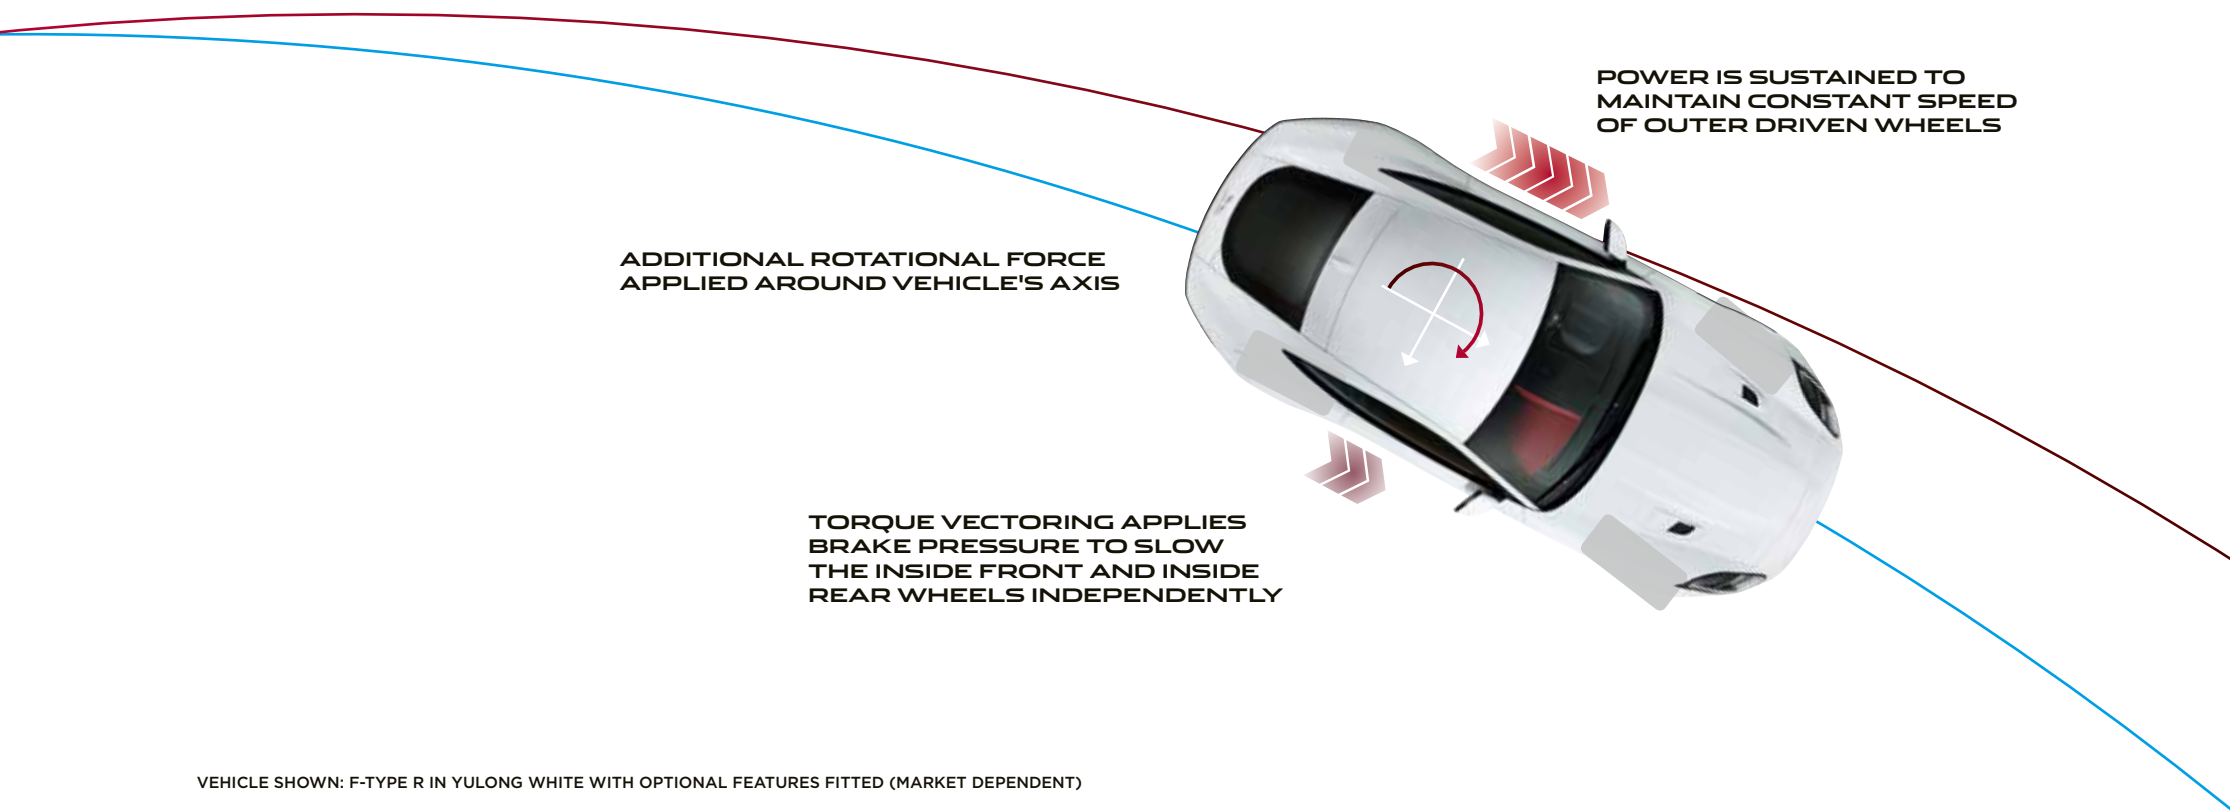 POWER IS SUSTAINED TO
MAINTAIN CONSTANT SPEED
OF OUTER DRIVEN WHEELS
ADDITIONAL ROTATIONAL FORCE
APPLIED AROUND VEHICLE'S AXIS
TORQUE VECTORING APPLIES
BRAKE PRESSURE TO SLOW
THE INSIDE FRONT AND INSIDE
REAR WHEELS INDEPENDENTLY
VEHICLE SHOWN: F-TYPE R IN YULONG WHITE WITH OPTIONAL FEATURES FITTED (MARKET DEPENDENT)